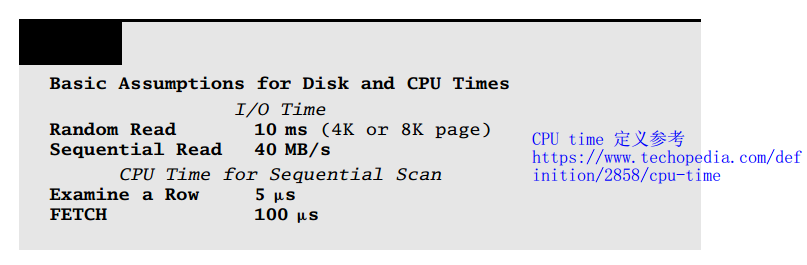 Basic Assumptions for Disk and CPU Times
I/O Time
Random Read 10 ms (4K or 8K page)
Sequential Read 40 MB/s
CPU Time for Sequential Scan
Examine a Row 5 μs
FETCH 100 μs
CPU time 定义参考
https://www.techopedia.com/def
inition/2858/cpu-time